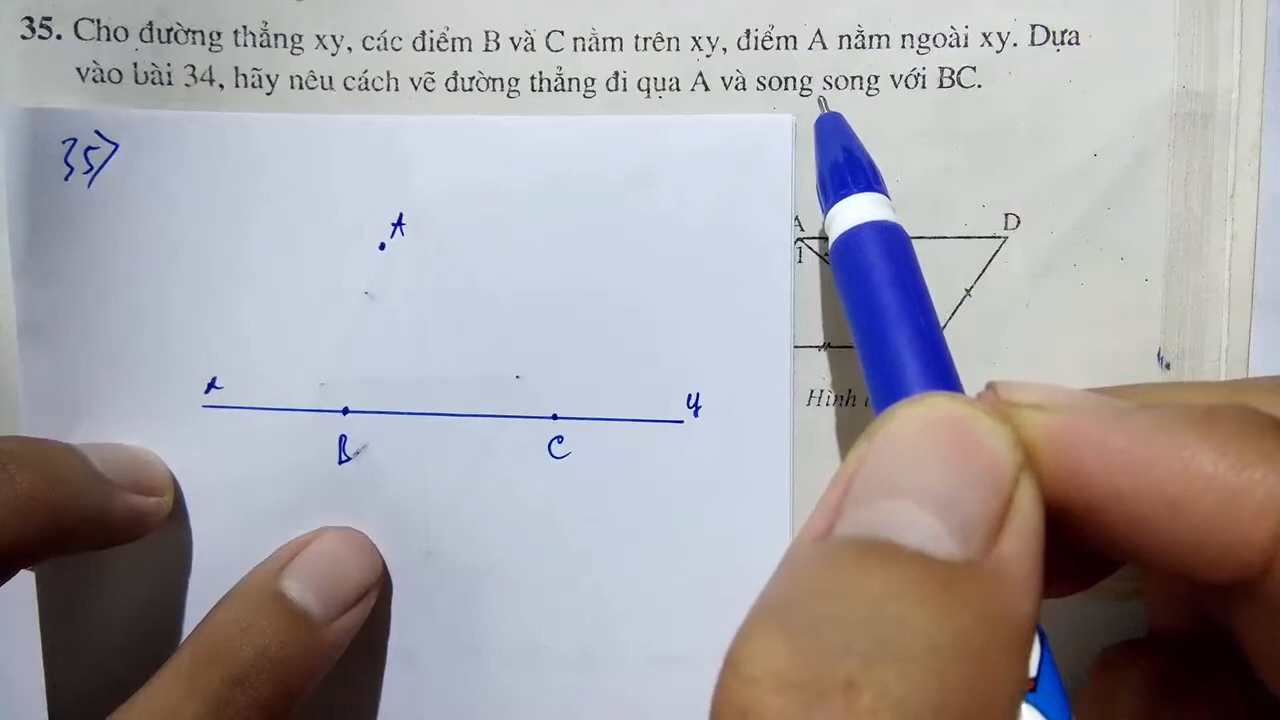 35. Cho đường thẳng xy, các điểm B và C nằm trên xy, điểm A nằm ngoài xy. Dựa
vào bài 34, hãy nêu cách vẽ đường thẳng đi qua A và song song với BC.
35)
A
A D
1
x y
Hình
B C